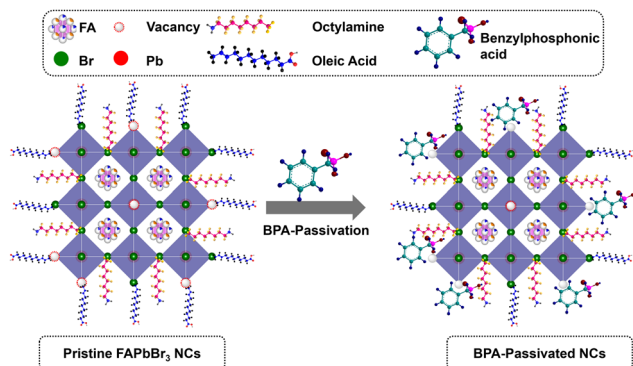 FA
Vacancy
Octylamine
Benzylphosphonic
acid
Br
Pb
Oleic Acid
BPA-Passivation
Pristine FAPbBr₃ NCs
BPA-Passivated NCs